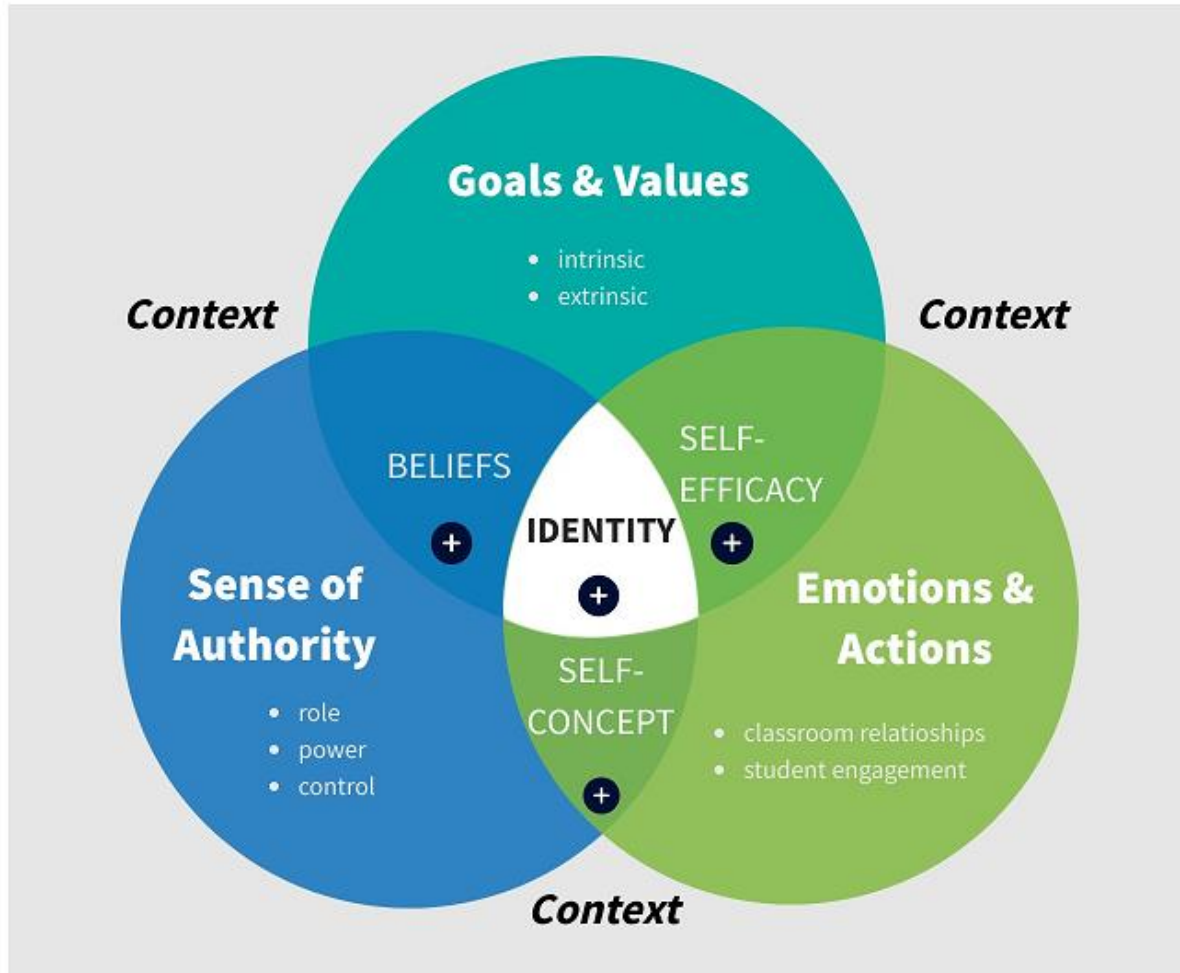 Goals & Values
• intrinsic
• extrinsic
Context
Context
BELIEFS
+
SELF-
EFFICACY
+
IDENTITY
+
Sense of
Authority
• role
• power
• control
Emotions &
Actions
• classroom relatioships
• student engagement
SELF-
CONCEPT
+
Context